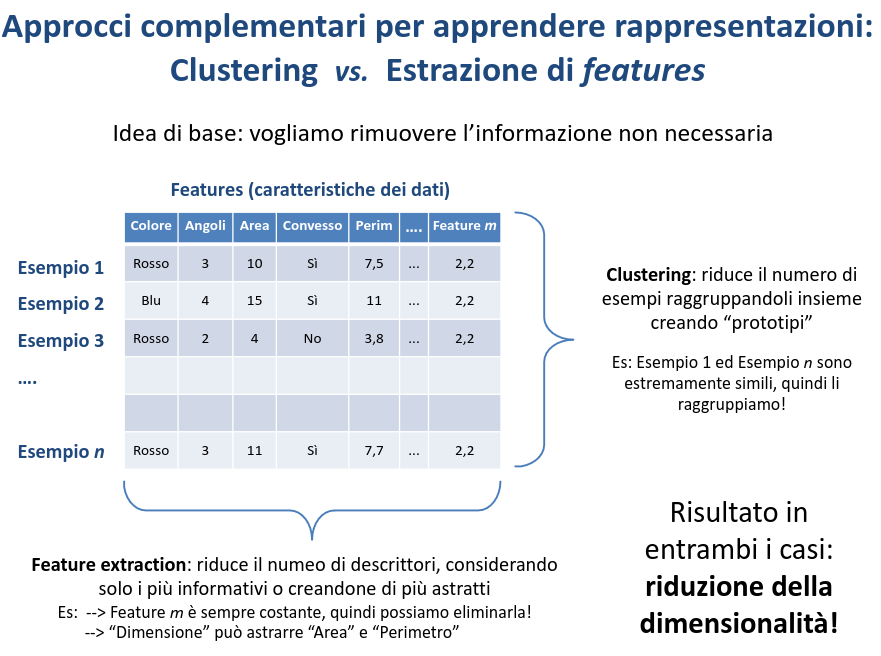 Approcci complementari per apprendere rappresentazioni:
Clustering vs. Estrazione di features
Idea di base: vogliamo rimuovere l'informazione non necessaria
Features (caratteristiche dei dati)
Colore Angoli Area Convesso Perim .... Feature m
Esempio 1 Rosso 3 10 Sì 7,5 ... 2,2
Esempio 2 Blu 4 15 Sì 11 ... 2,2
Esempio 3 Rosso 2 4 No 3,8 ... 2,2
....
Esempio n Rosso 3 11 Sì 7,7 ... 2,2
Clustering: riduce il numero di
esempi raggruppandoli insieme
creando “prototipi”
Es: Esempio 1 ed Esempio n sono
estremamente simili, quindi li
raggruppiamo!
Feature extraction: riduce il numeo di descrittori, considerando
solo i più informativi o creandone di più astratti
Es: --> Feature m è sempre costante, quindi possiamo eliminarla!
--> “Dimensione” può astrarre “Area” e “Perimetro”
Risultato in
entrambi i casi:
riduzione della
dimensionalità!